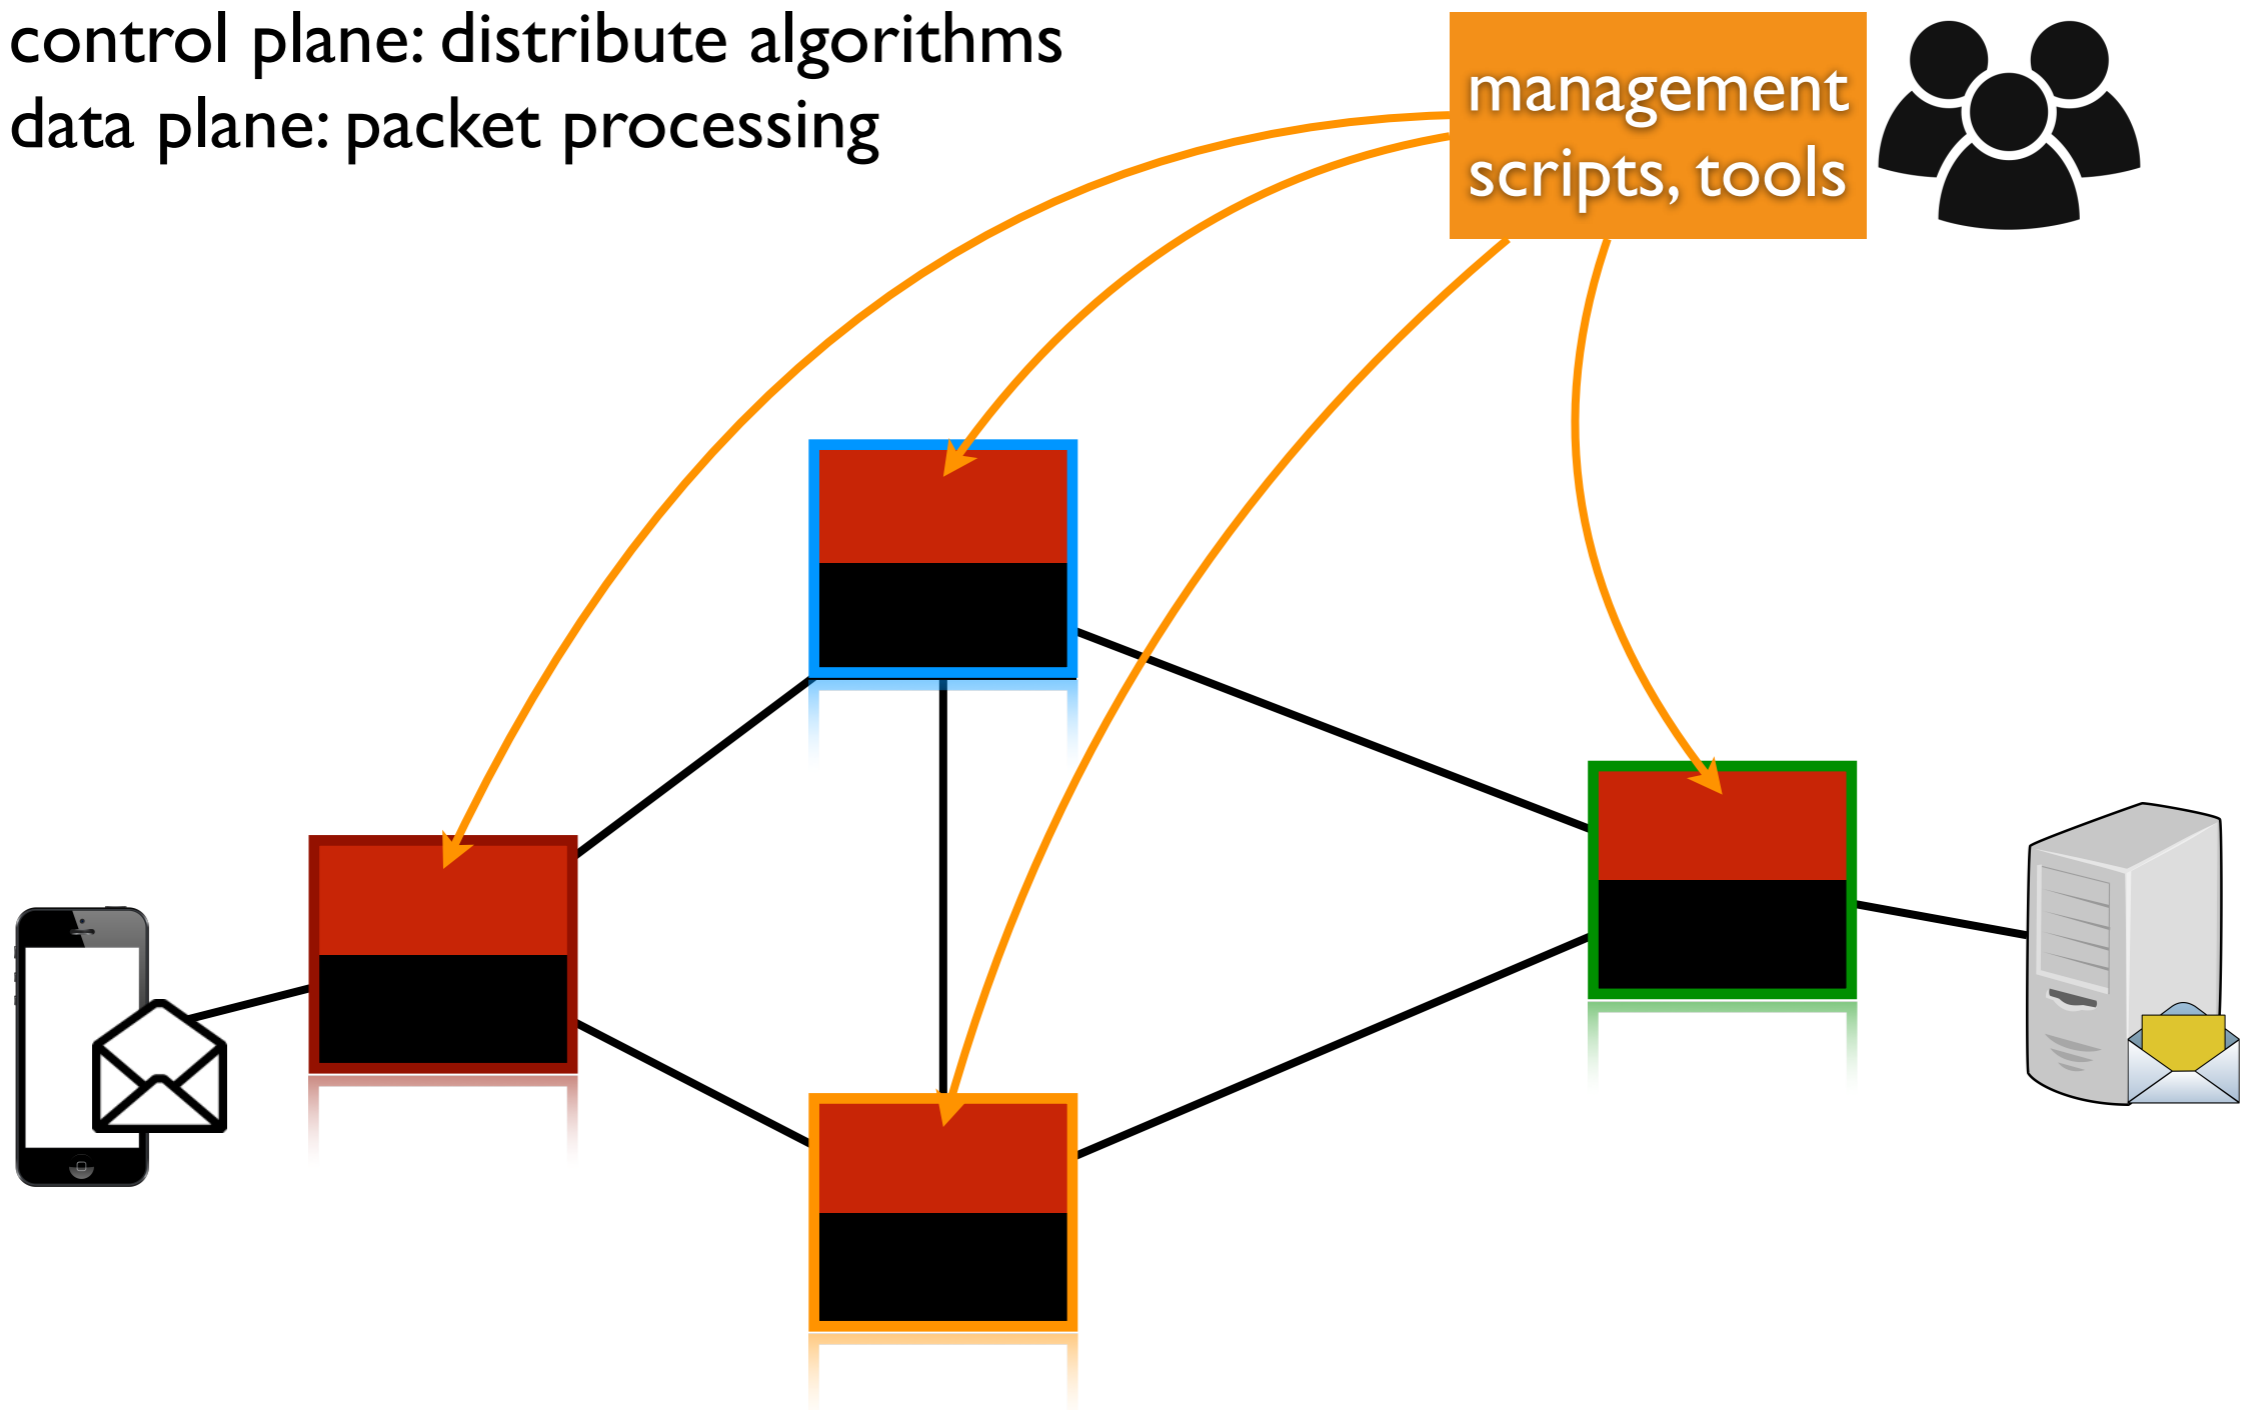 control plane: distribute algorithms
data plane: packet processing
management
scripts, tools